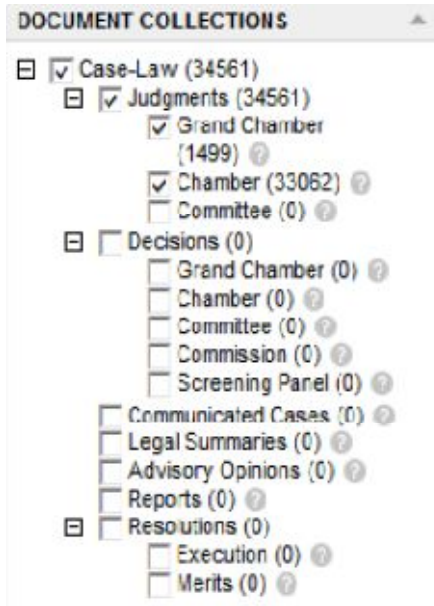 DOCUMENT COLLECTIONS
Case-Law (34561)
Judgments (34561)
Grand Chamber
(1499)
Chamber (33062)
Committee (0)
Decisions (0)
Grand Chamber (0)
Chamber (0)
Committee (0)
Commission (0)
Screening Panel (0)
Communicated Cases (0)
Legal Summaries (0)
Advisory Opinions (0)
Reports (0)
Resolutions (0)
Execution (0)
Merits (0)